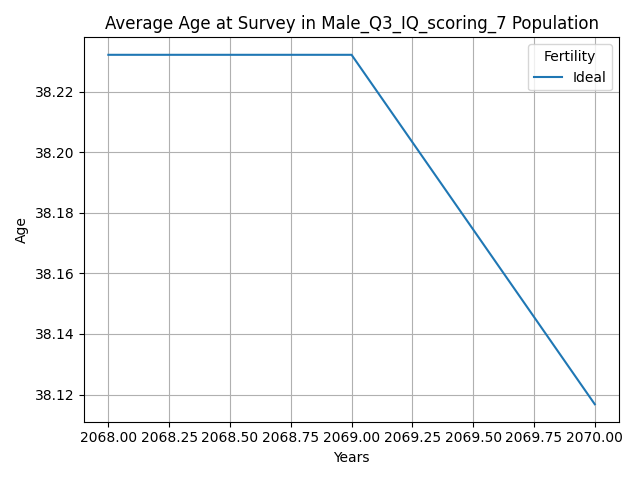 Average Age at Survey in Male_Q3_IQ_scoring_7 Population
Fertility
Ideal
38.22
38.20
38.18
38.16
38.14
38.12
Age
2068.00 2068.25 2068.50 2068.75 2069.00 2069.25 2069.50 2069.75 2070.00
Years